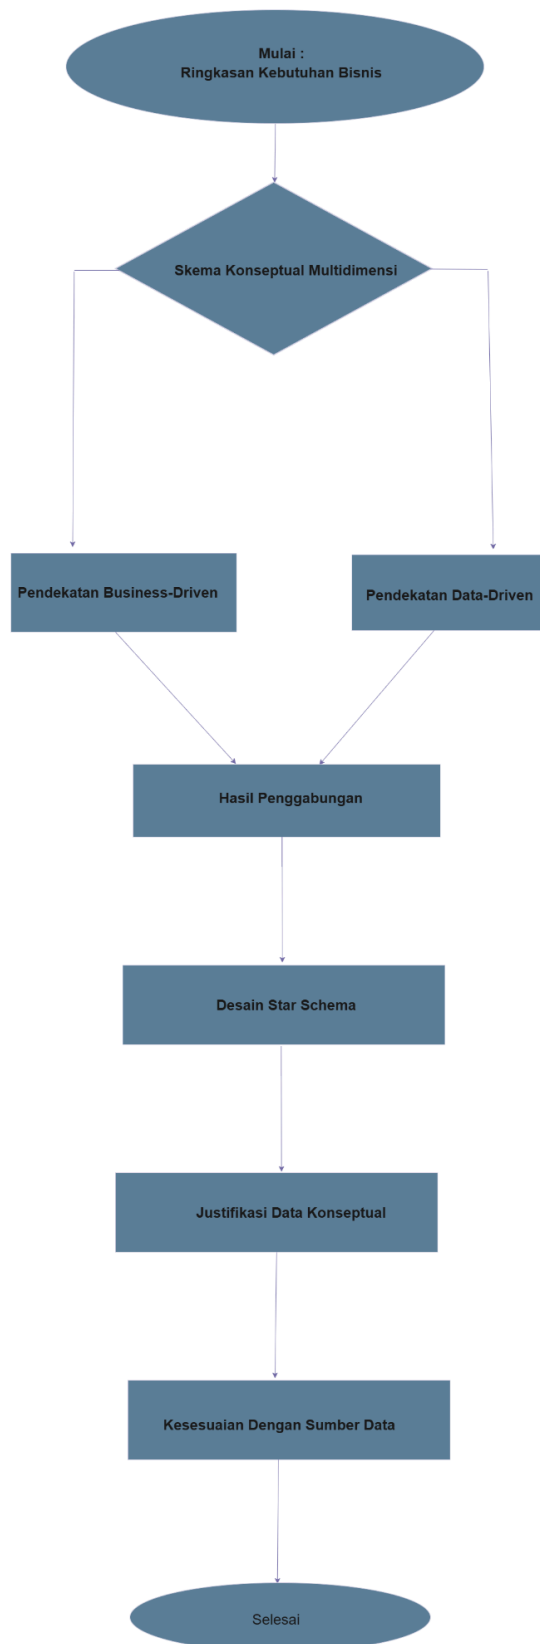 Mulai :
Ringkasan Kebutuhan Bisnis
Skema Konseptual Multidimensi
Pendekatan Business-Driven
Pendekatan Data-Driven
Hasil Penggabungan
Desain Star Schema
Justifikasi Data Konseptual
Kesesuaian Dengan Sumber Data
Selesai